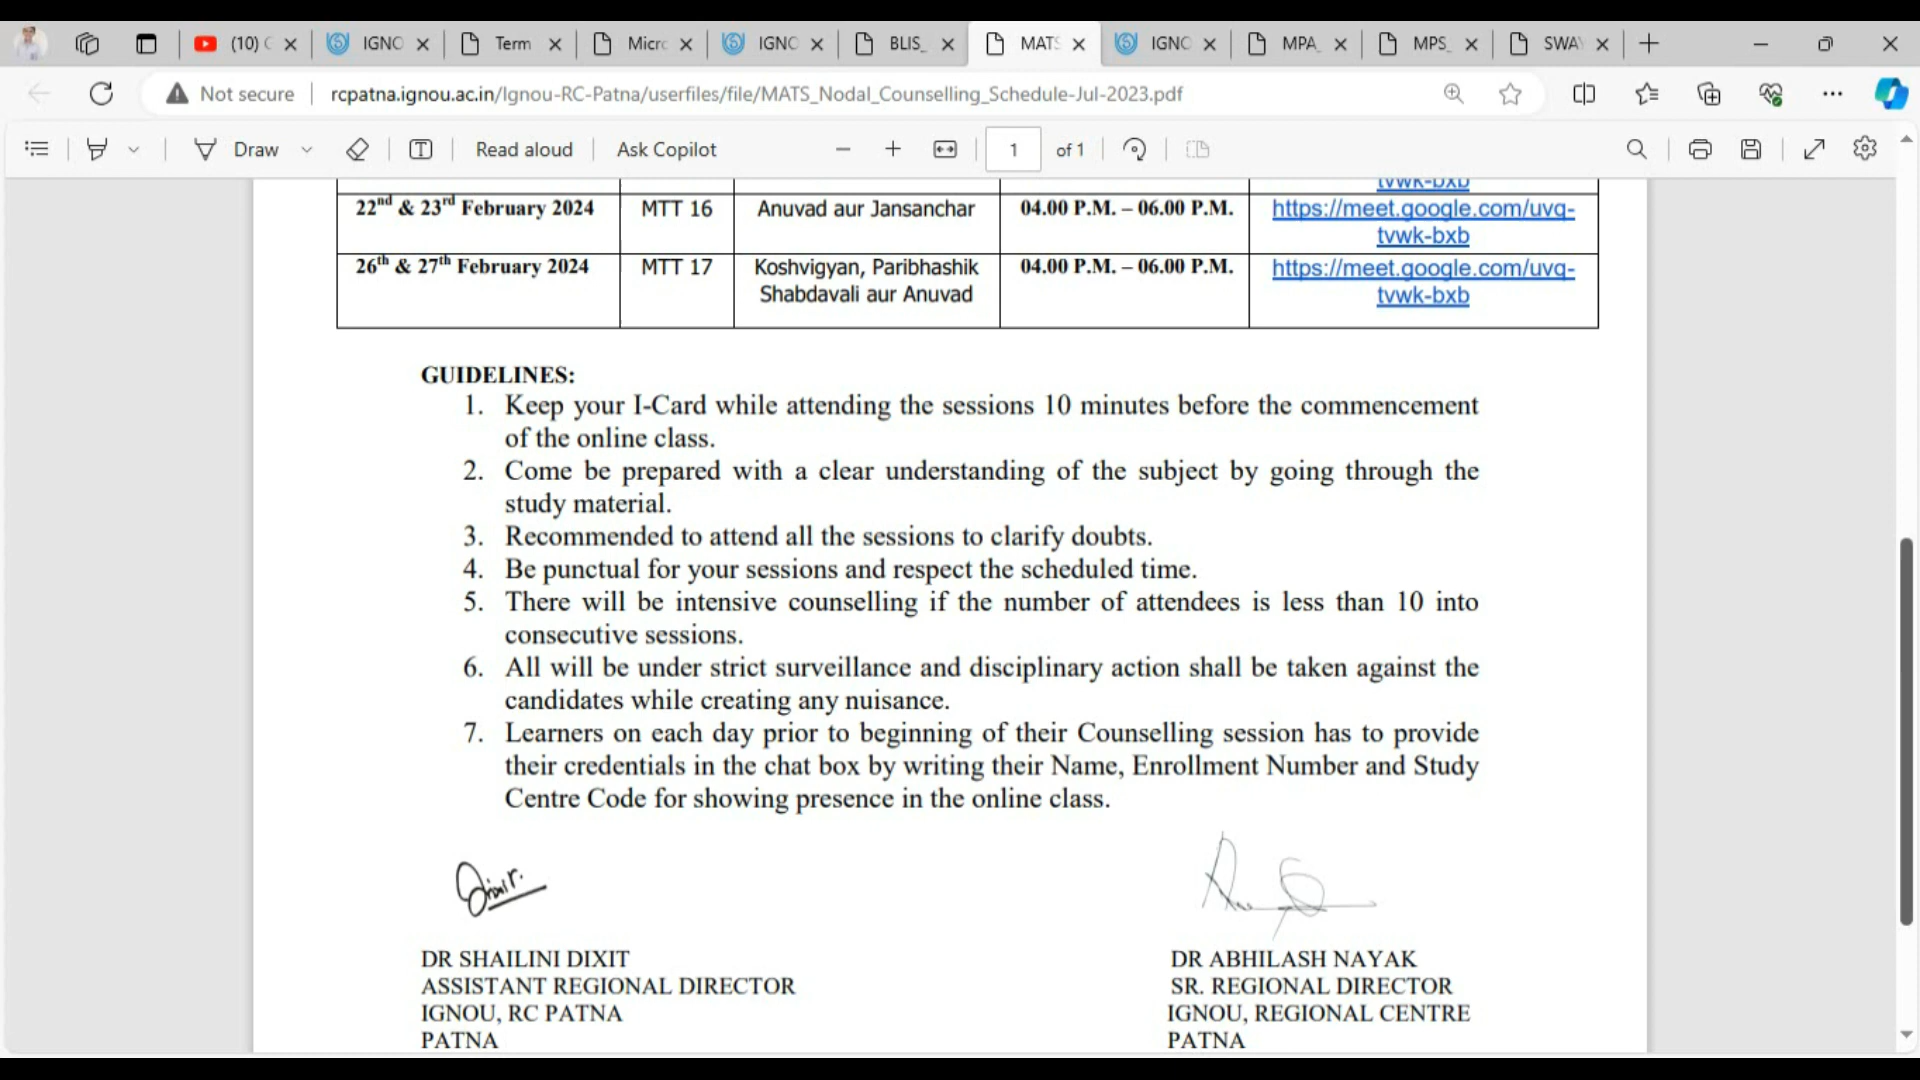 (10) C
IGNO
Term
Micro
IGNO
BLIS_
MATS
IGNO
MPA_
MPS_
SWAY
Not secure
rcpatna.ignou.ac.in/Ignou-RC-Patna/userfiles/file/MATS_Nodal_Counselling_Schedule-Jul-2023.pdf
Draw
Read aloud
Ask Copilot
1 of 1
tvwk-bxb
22nd & 23rd February 2024 MTT 16 Anuvad aur Jansanchar 04.00 P.M. – 06.00 P.M. https://meet.google.com/uvq-
tvwk-bxb
26th & 27th February 2024 MTT 17 Koshvigyan, Paribhashik 04.00 P.M. – 06.00 P.M. https://meet.google.com/uvq-
Shabdavali aur Anuvad tvwk-bxb
GUIDELINES:
1. Keep your I-Card while attending the sessions 10 minutes before the commencement
of the online class.
2. Come be prepared with a clear understanding of the subject by going through the
study material.
3. Recommended to attend all the sessions to clarify doubts.
4. Be punctual for your sessions and respect the scheduled time.
5. There will be intensive counselling if the number of attendees is less than 10 into
consecutive sessions.
6. All will be under strict surveillance and disciplinary action shall be taken against the
candidates while creating any nuisance.
7. Learners on each day prior to beginning of their Counselling session has to provide
their credentials in the chat box by writing their Name, Enrollment Number and Study
Centre Code for showing presence in the online class.
DR SHAILINI DIXIT
ASSISTANT REGIONAL DIRECTOR
IGNOU, RC PATNA
PATNA
DR ABHILASH NAYAK
SR. REGIONAL DIRECTOR
IGNOU, REGIONAL CENTRE
PATNA